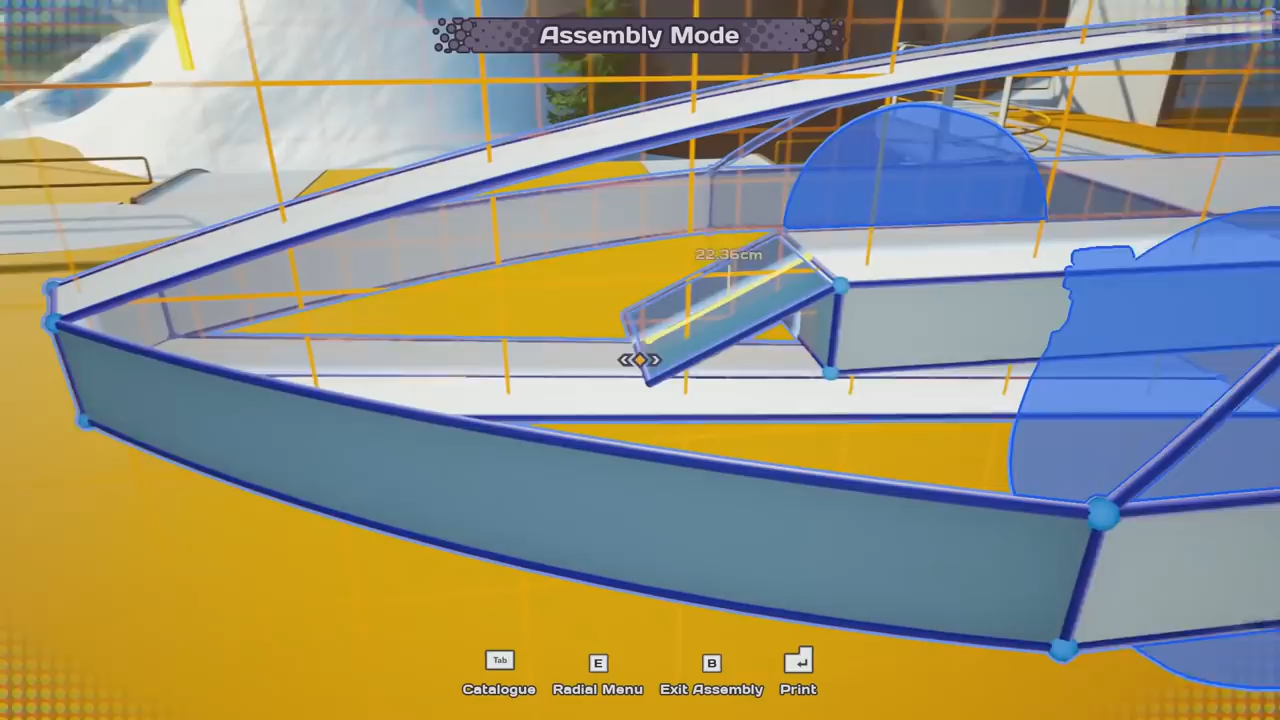 Assembly Mode
22.36cm
Tab
E
B
Catalogue
Radial Menu
Exit Assembly
Print